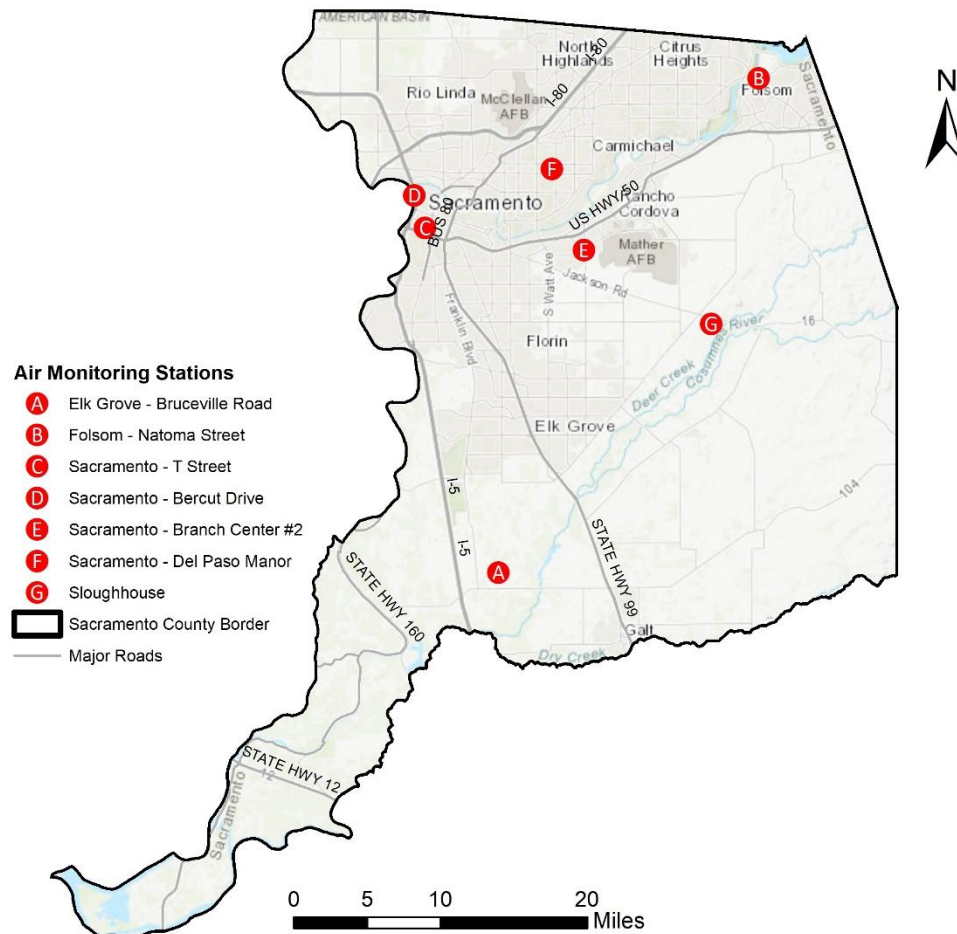 AMERICAN BASIN
North
Highlands
I-80
Citrus
Heights
N
Rio Linda
McClellan
AFB
I-80
B
Folsom
Sacramento
Carmichael
F
D
Sacramento
BUS 80
US HWY 50
Rancho
Cordova
C
E
Mather
AFB
S Watt Ave
Jackson Rd
Franklin Blvd
G
River
16
Florin
Deer Creek
Cosumnes
Air Monitoring Stations
A Elk Grove - Bruceville Road
B Folsom - Natoma Street
C Sacramento - T Street
D Sacramento - Bercut Drive
E Sacramento - Branch Center #2
F Sacramento - Del Paso Manor
G Sloughhouse
Sacramento County Border
Major Roads
Elk Grove
I-5
104
I-5
STATE HWY 99
A
STATE HWY 160
Galt
Dry Creek
STATE HWY 12
12
Sacramento
0 5 10 20
Miles